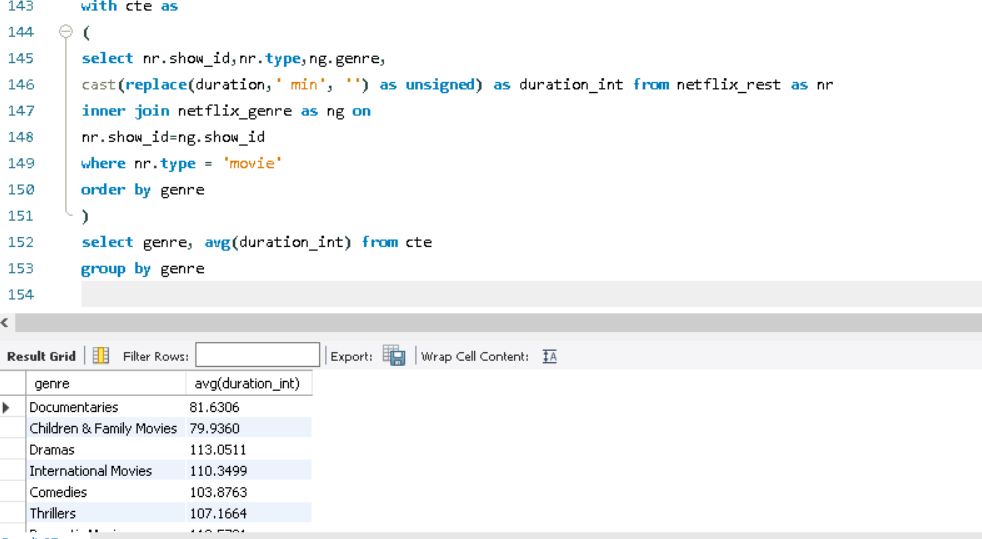 143 with cte as
144 (
145 select nr.show_id,nr.type,ng.genre,
146 cast(replace(duration,' min', '') as unsigned) as duration_int from netflix_rest as nr
147 inner join netflix_genre as ng on
148 nr.show_id=ng.show_id
149 where nr.type = 'movie'
150 order by genre
151 )
152 select genre, avg(duration_int) from cte
153 group by genre
154
Result Grid Filter Rows: Export: Wrap Cell Content:
genre avg(duration_int)
Documentaries 81.6306
Children & Family Movies 79.9360
Dramas 113.0511
International Movies 110.3499
Comedies 103.8763
Thrillers 107.1664